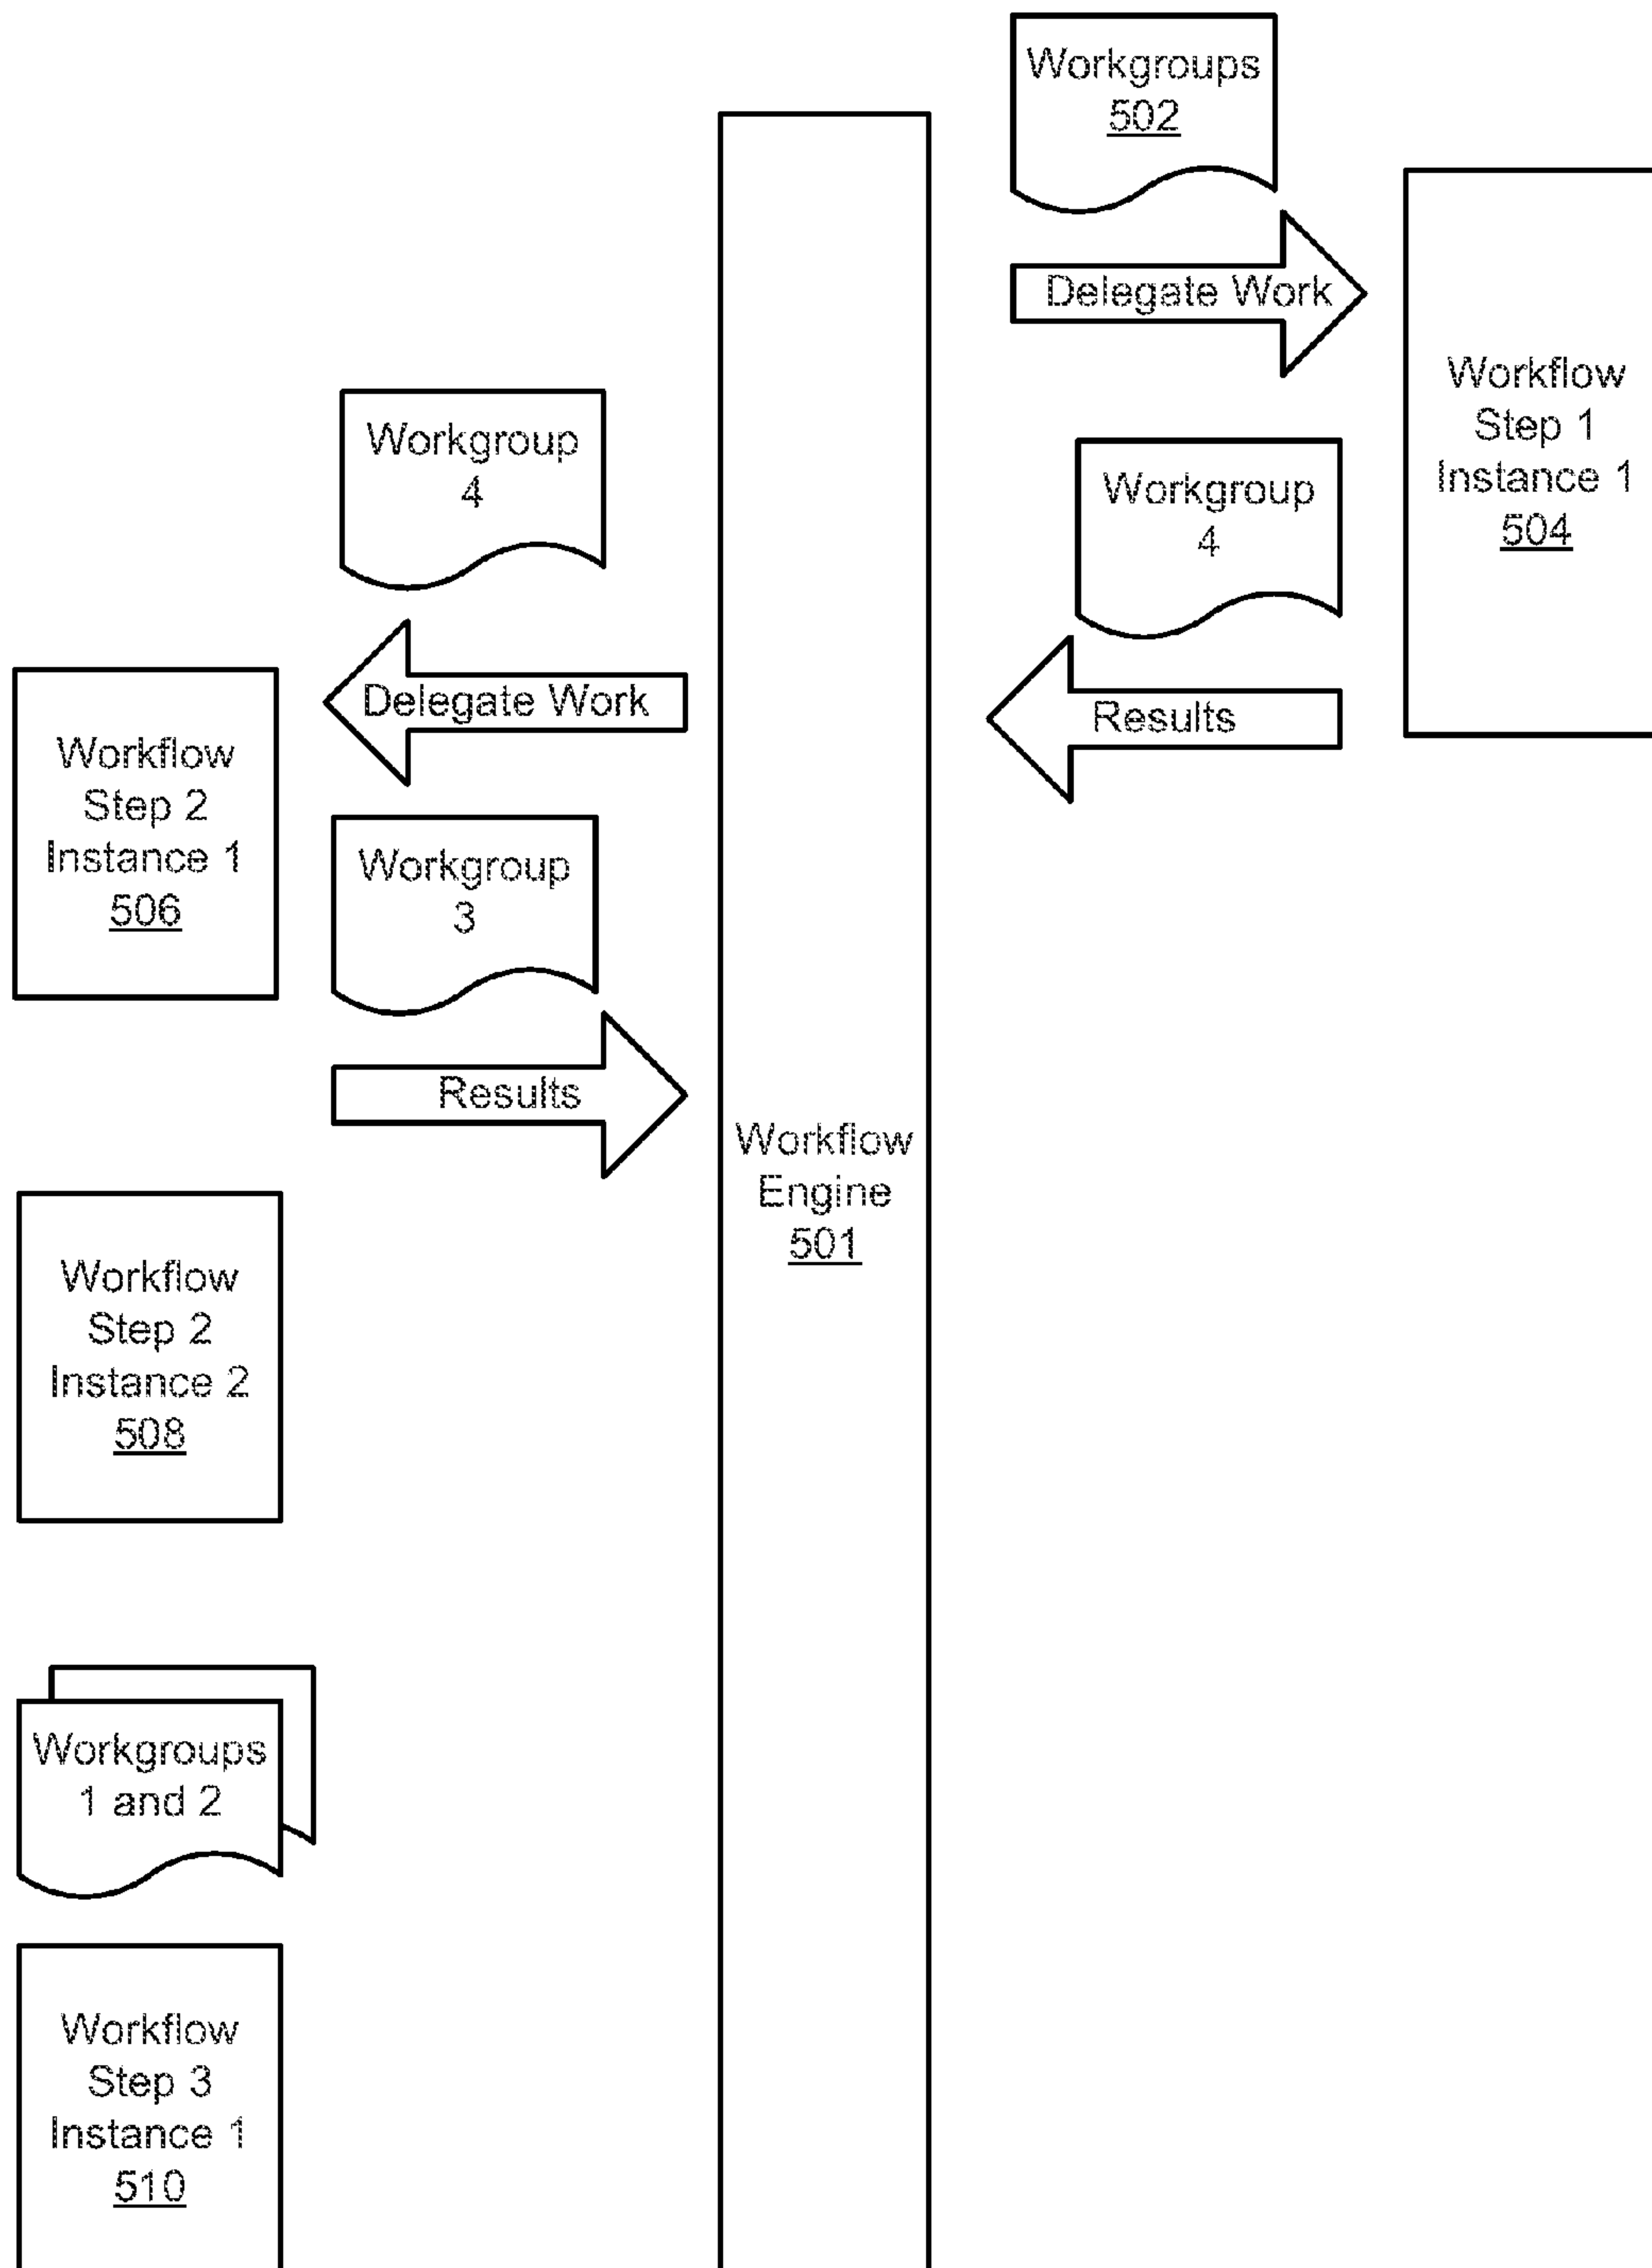 Workgroups
502
Delegate Work
Workflow
Step 1
Instance 1
504
Workgroup
4
Workgroup
4
Delegate Work
Results
Workflow
Step 2
Instance 1
506
Workgroup
3
Results
Workflow
Engine
501
Workflow
Step 2
Instance 2
508
Workgroups
1 and 2
Workflow
Step 3
Instance 1
510